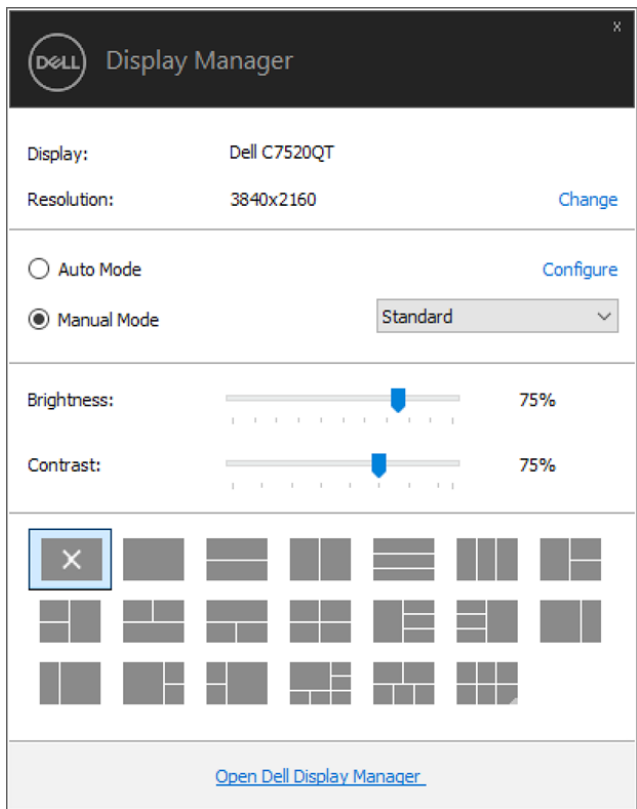 x
DELL Display Manager
Display: Dell C7520QT
Resolution: 3840x2160 Change
Auto Mode Configure
Manual Mode Standard
Brightness: 75%
Contrast: 75%
Open Dell Display Manager